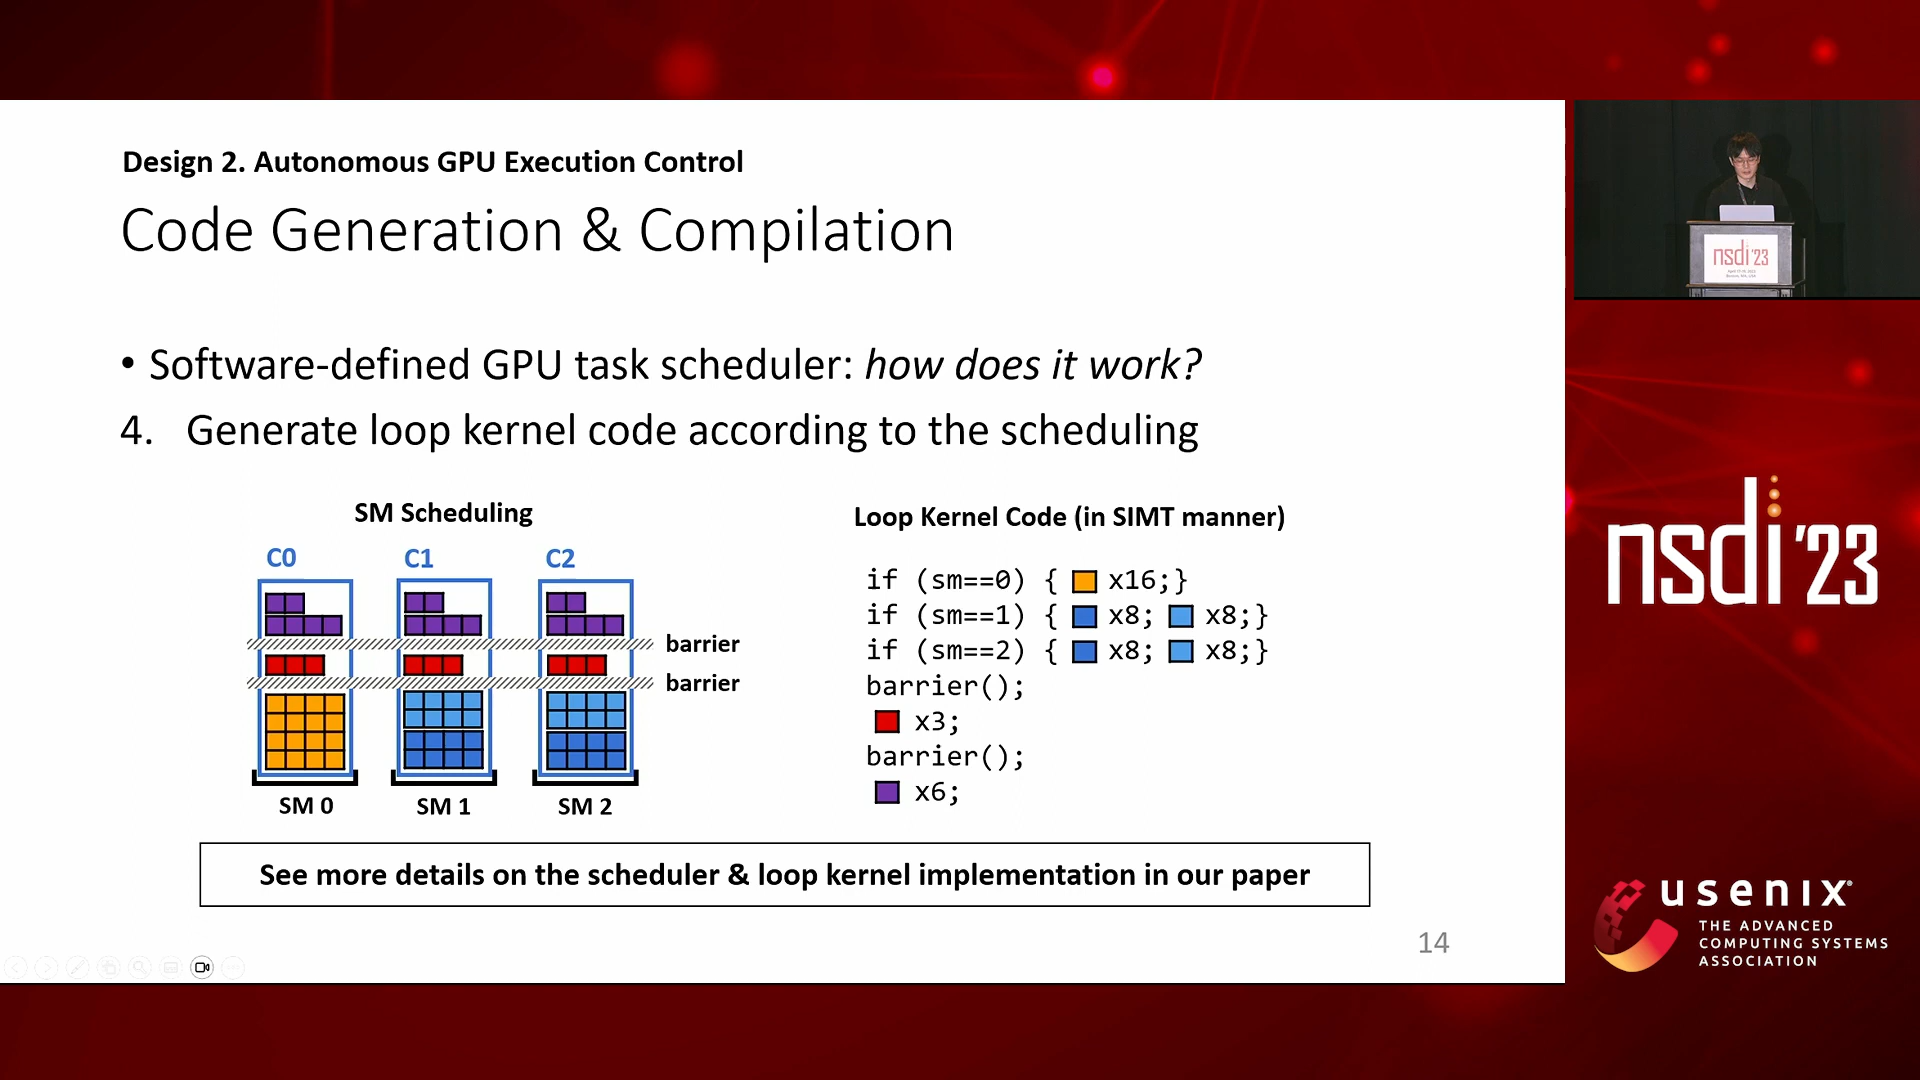 Design 2. Autonomous GPU Execution Control
Code Generation & Compilation
• Software-defined GPU task scheduler: how does it work?
4. Generate loop kernel code according to the scheduling
SM Scheduling
C0 C1 C2
barrier
barrier
SM 0 SM 1 SM 2
Loop Kernel Code (in SIMT manner)
if (sm==0) { x16;}
if (sm==1) { x8; x8;}
if (sm==2) { x8; x8;}
barrier();
x3;
barrier();
x6;
See more details on the scheduler & loop kernel implementation in our paper
14
nsdi '23
nsdi '23
usenix®
THE ADVANCED
COMPUTING SYSTEMS
ASSOCIATION